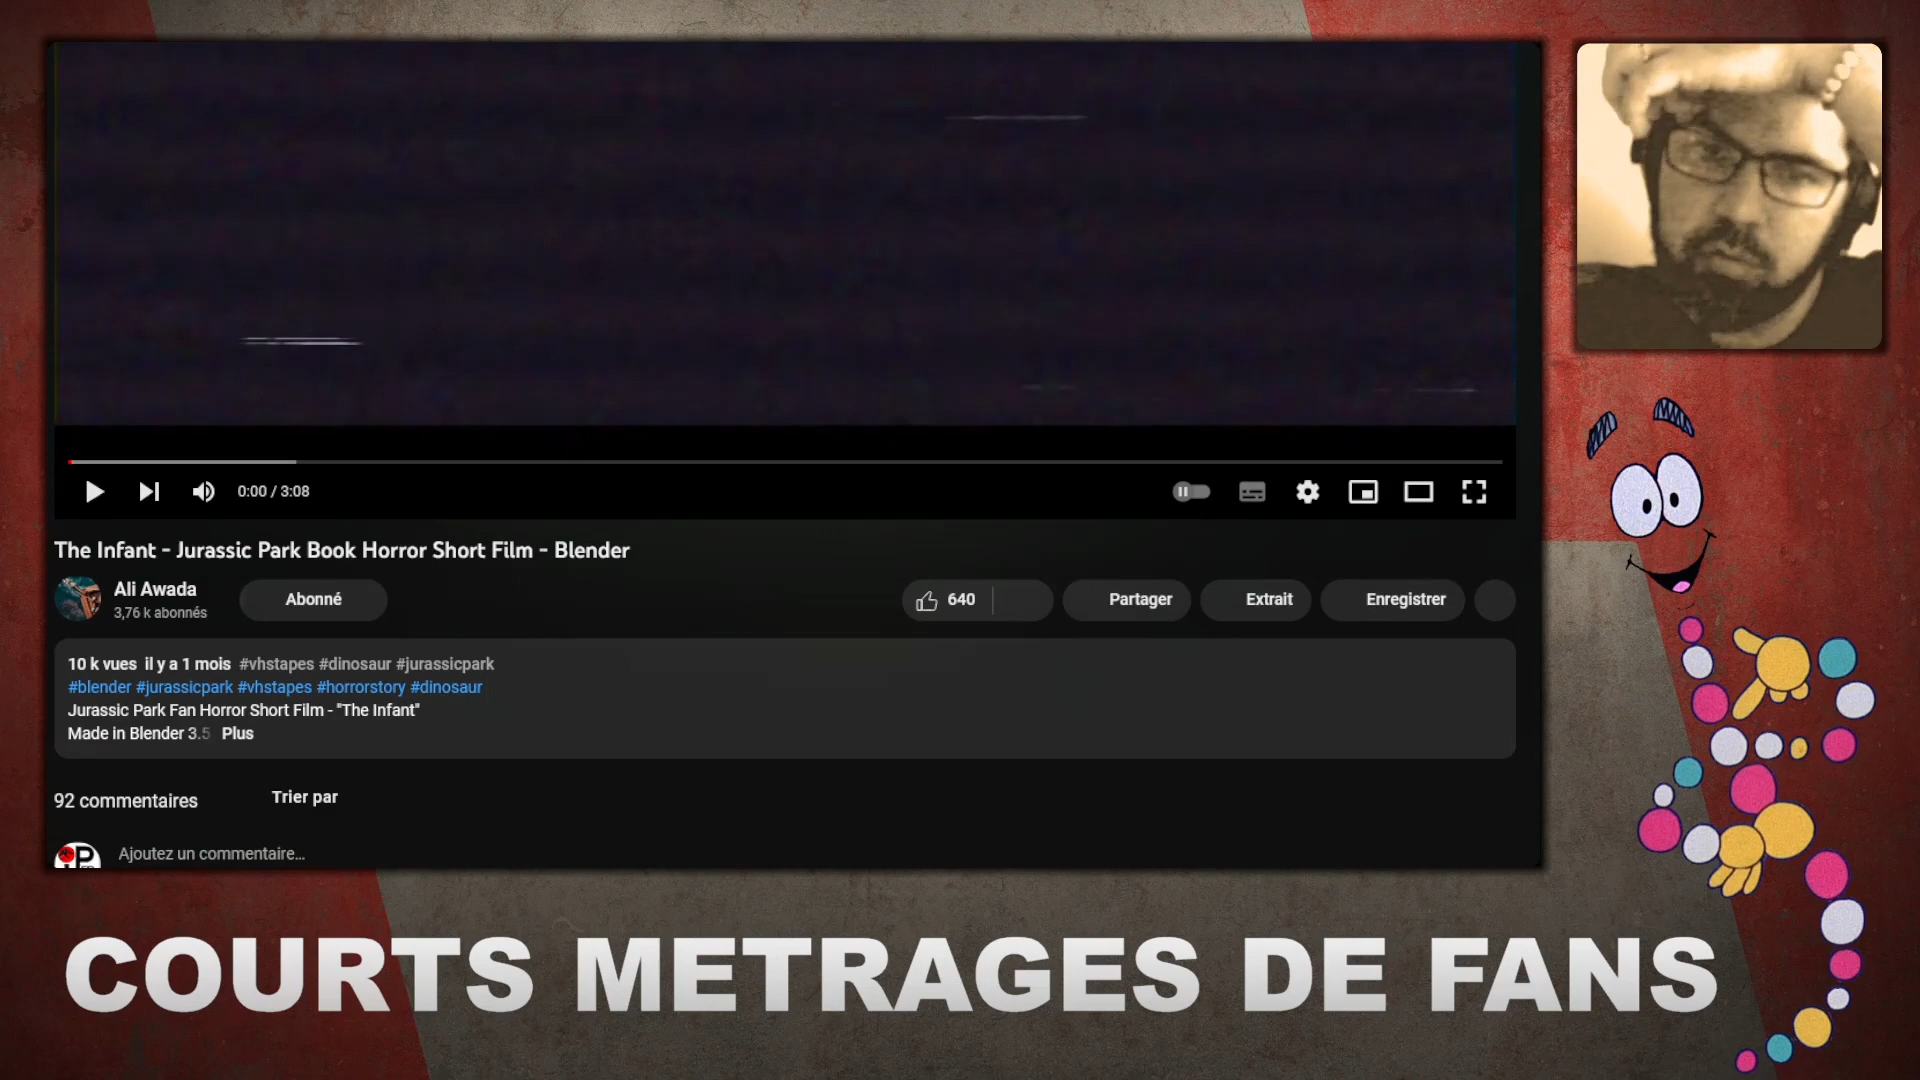 0:00 / 3:08
The Infant - Jurassic Park Book Horror Short Film - Blender
Ali Awada
3,76 k abonnés
Abonné
640
Partager
Extrait
Enregistrer
10 k vues il y a 1 mois #vhstapes #dinosaur #jurassicpark
#blender #jurassicpark #vhstapes #horrorstory #dinosaur
Jurassic Park Fan Horror Short Film - "The Infant"
Made in Blender 3.5 Plus
92 commentaires
Trier par
Ajoutez un commentaire...
COURTS METRAGES DE FANS